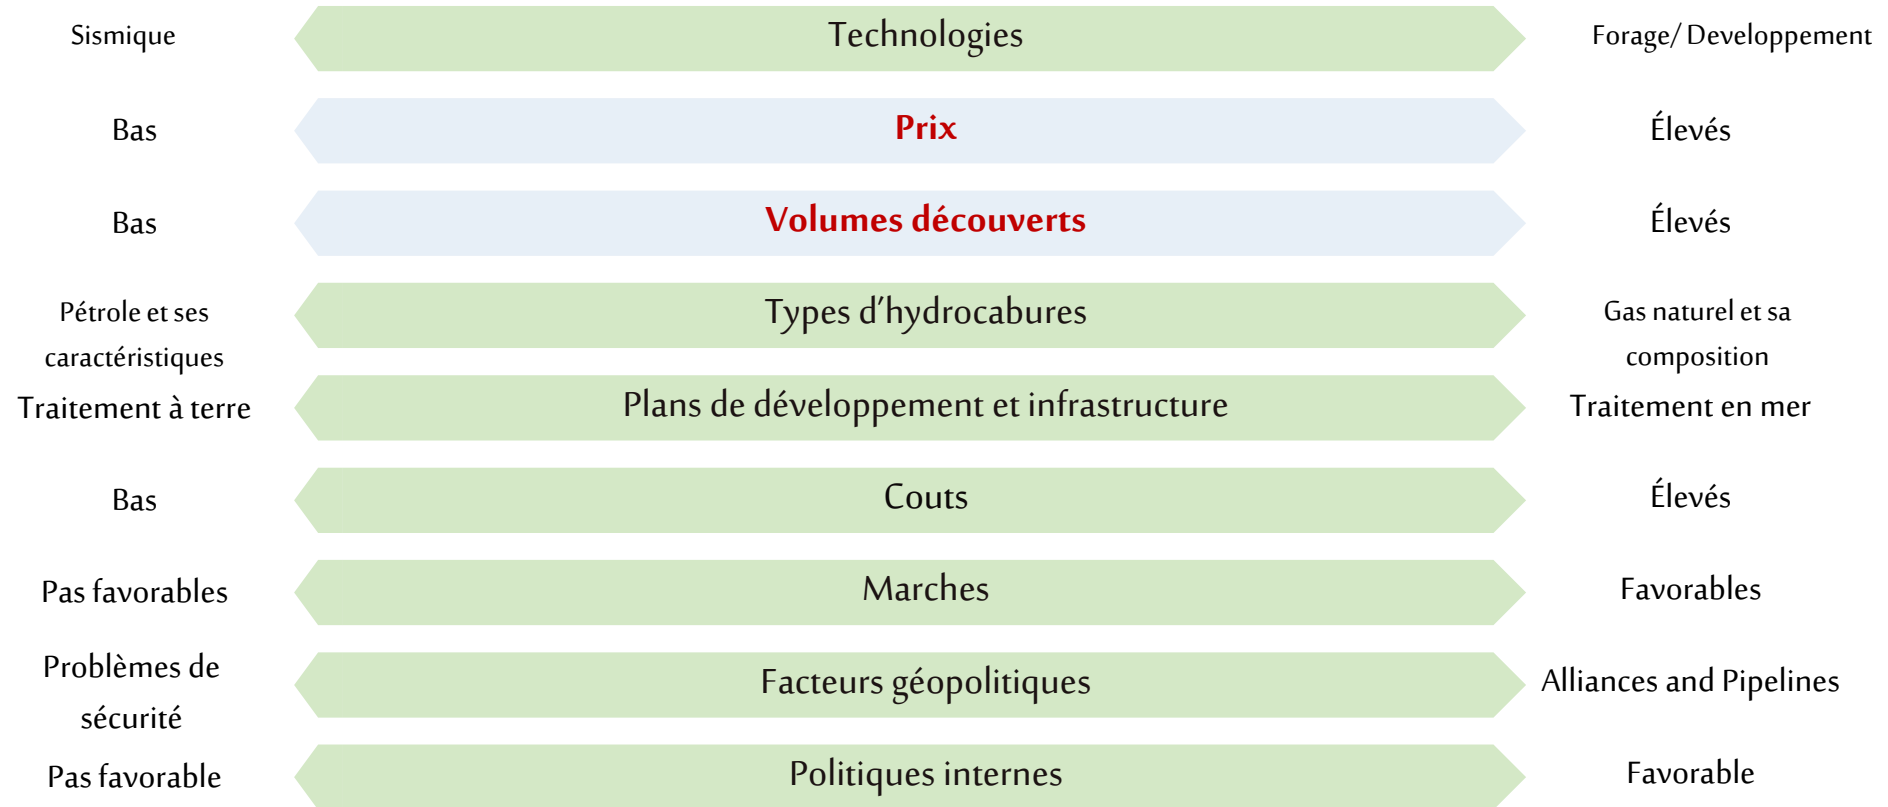 Sismique
Technologies
Forage/ Developpement
Bas
Prix
Élevés
Bas
Volumes découverts
Élevés
Pétrole et ses
caractéristiques
Types d’hydrocabures
Gas naturel et sa
composition
Traitement à terre
Plans de développement et infrastructure
Traitement en mer
Bas
Couts
Élevés
Pas favorables
Marches
Favorables
Problèmes de
sécurité
Facteurs géopolitiques
Alliances and Pipelines
Pas favorable
Politiques internes
Favorable